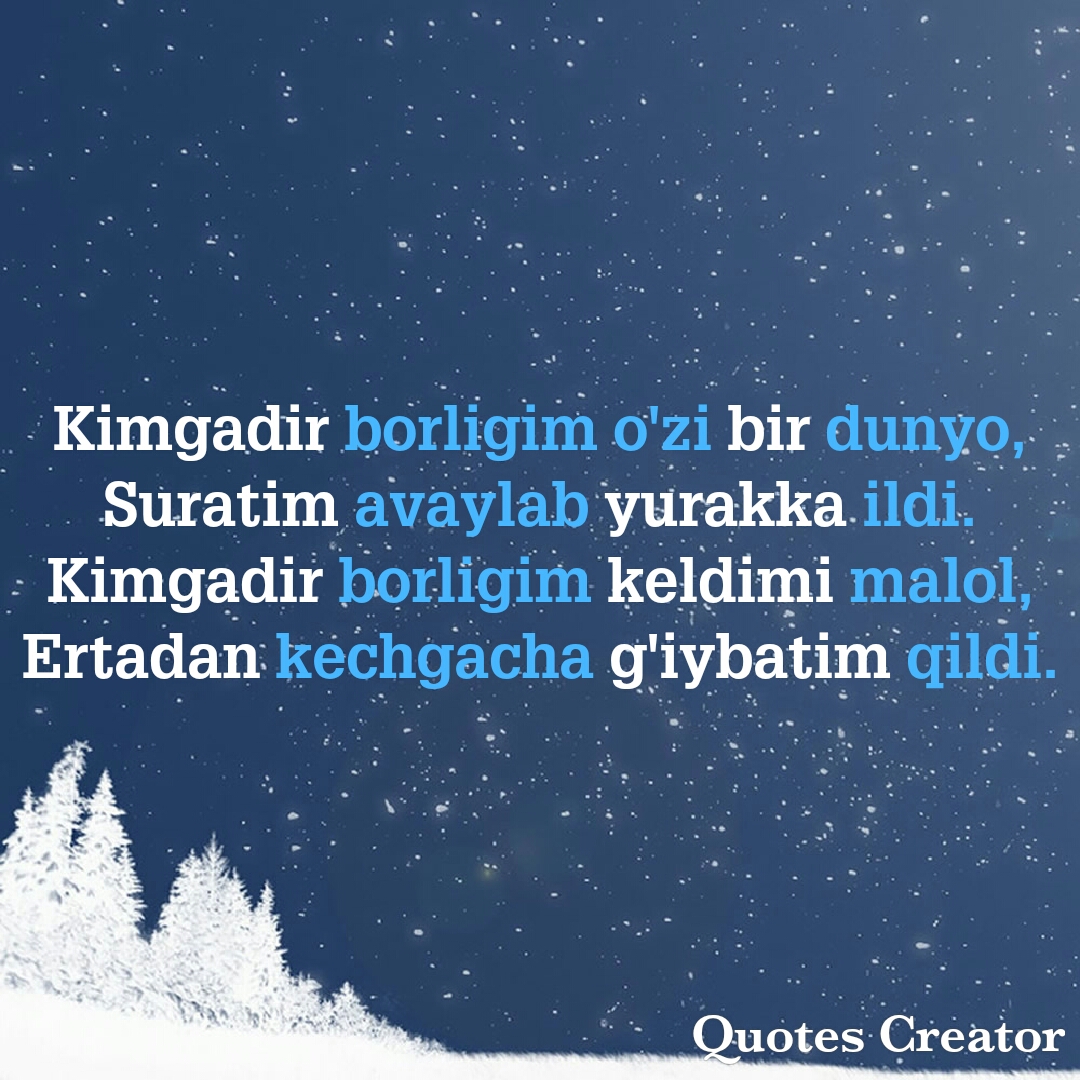 Kimgadir borligim o'zi bir dunyo,
Suratim avaylab yurakka ildi.
Kimgadir borligim keldimi malol,
Ertadan kechgacha g'iybatim qildi.
Quotes Creator